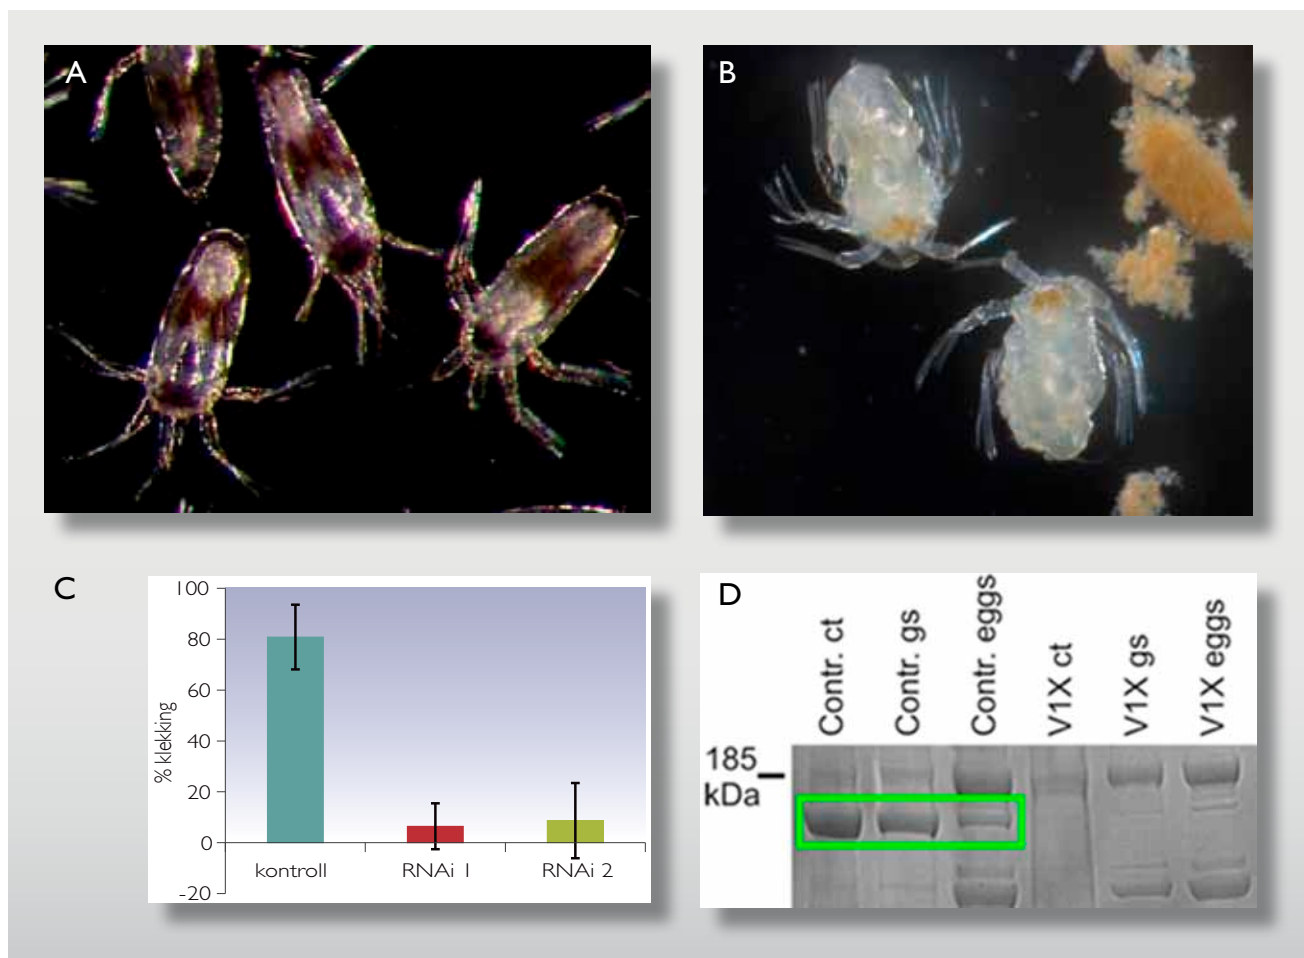 A
B
C
100
80
60
40
20
0
-20
% klekking
kontroll
RNAi 1
RNAi 2
D
Contr. ct
Contr. gs
Contr. eggs
V1X ct
V1X gs
V1X eggs
185
kDa